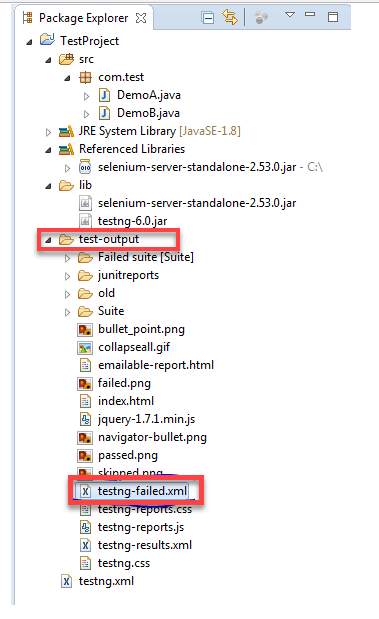 Package Explorer
TestProject
src
com.test
DemoA.java
DemoB.java
JRE System Library [JavaSE-1.8]
Referenced Libraries
selenium-server-standalone-2.53.0.jar - C:\
lib
selenium-server-standalone-2.53.0.jar
testng-6.0.jar
test-output
Failed suite [Suite]
junitreports
old
Suite
bullet_point.png
collapseall.gif
emailable-report.html
failed.png
index.html
jquery-1.7.1.min.js
navigator-bullet.png
passed.png
skipped.png
testng-failed.xml
testng-reports.css
testng-reports.js
testng-results.xml
testng.css
testng.xml